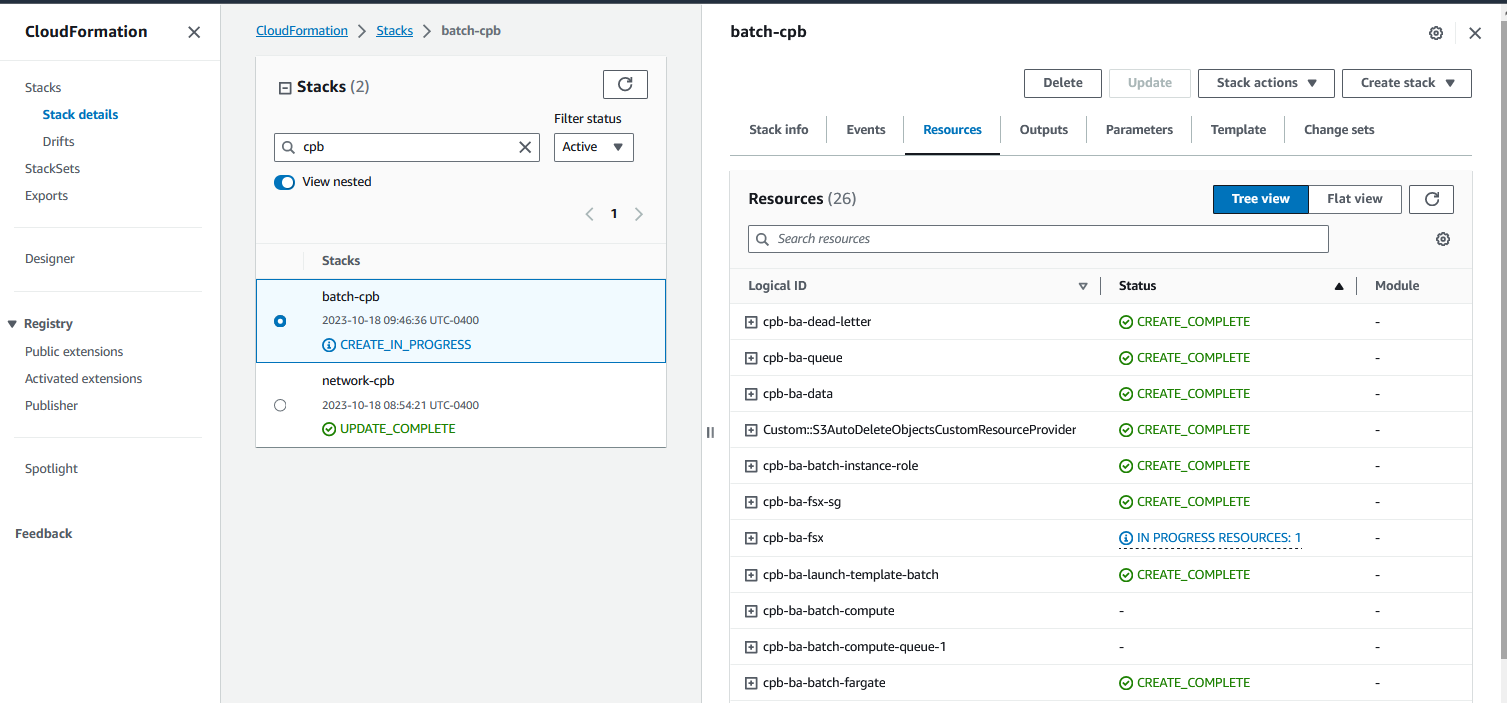 CloudFormation
Stacks
Stack details
Drifts
StackSets
Exports
Designer
Registry
Public extensions
Activated extensions
Publisher
Spotlight
Feedback
CloudFormation > Stacks > batch-cpb
Stacks (2)
Filter status
cpb
Active
View nested
1
Stacks
batch-cpb
2023-10-18 09:46:36 UTC-0400
CREATE_IN_PROGRESS
network-cpb
2023-10-18 08:54:21 UTC-0400
UPDATE_COMPLETE
batch-cpb
Delete Update Stack actions Create stack
Stack info Events Resources Outputs Parameters Template Change sets
Resources (26)
Tree view Flat view
Search resources
Logical ID Status Module
cpb-ba-dead-letter CREATE_COMPLETE -
cpb-ba-queue CREATE_COMPLETE -
cpb-ba-data CREATE_COMPLETE -
Custom::S3AutoDeleteObjectsCustomResourceProvider CREATE_COMPLETE -
cpb-ba-batch-instance-role CREATE_COMPLETE -
cpb-ba-fsx-sg CREATE_COMPLETE -
cpb-ba-fsx IN PROGRESS RESOURCES: 1 -
cpb-ba-launch-template-batch CREATE_COMPLETE -
cpb-ba-batch-compute - -
cpb-ba-batch-compute-queue-1 - -
cpb-ba-batch-fargate CREATE_COMPLETE -